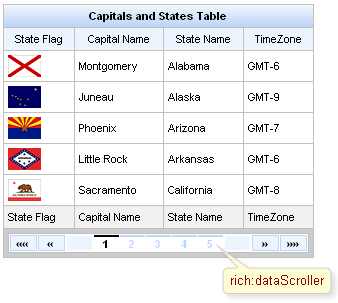 Capitals and States Table
State Flag Capital Name State Name TimeZone
Montgomery Alabama GMT-6
Juneau Alaska GMT-9
Phoenix Arizona GMT-7
Little Rock Arkansas GMT-6
Sacramento California GMT-8
State Flag Capital Name State Name TimeZone
«« « 1 2 3 4 5 » »»
rich:dataScroller